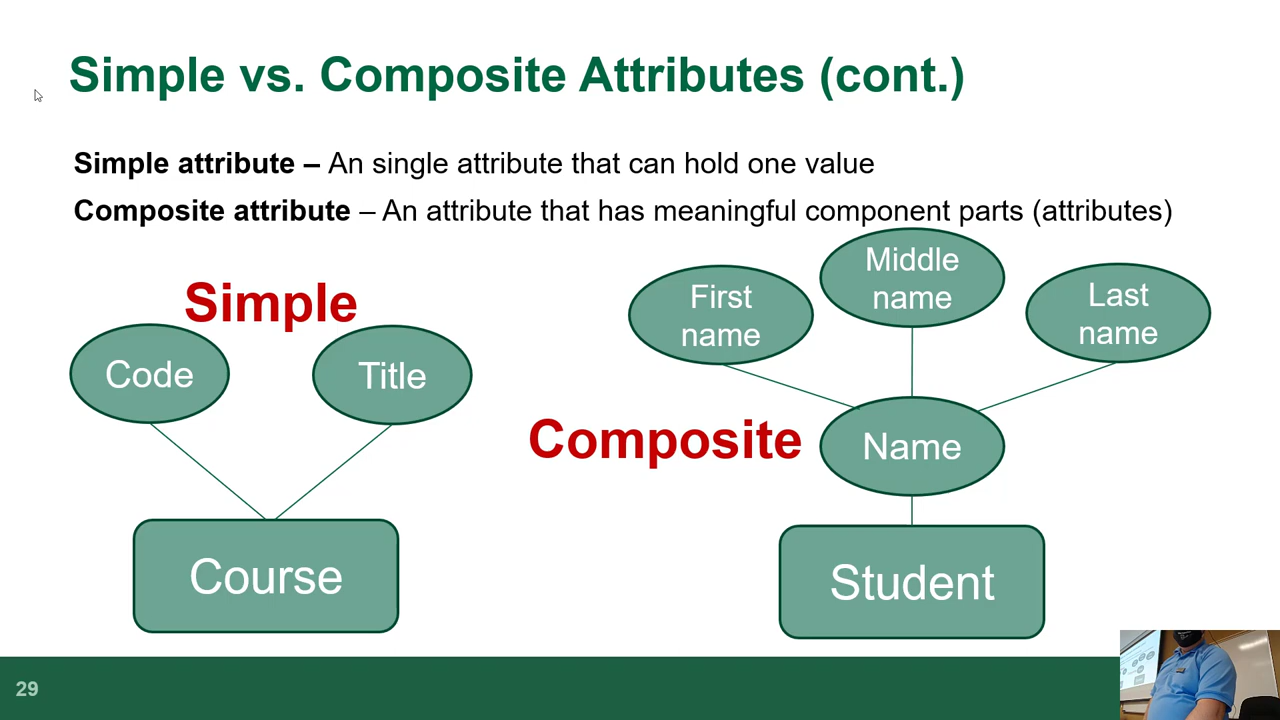 Simple vs. Composite Attributes (cont.)
Simple attribute – An single attribute that can hold one value
Composite attribute – An attribute that has meaningful component parts (attributes)
Simple
Code
Title
Course
Composite
First
name
Middle
name
Last
name
Name
Student
29